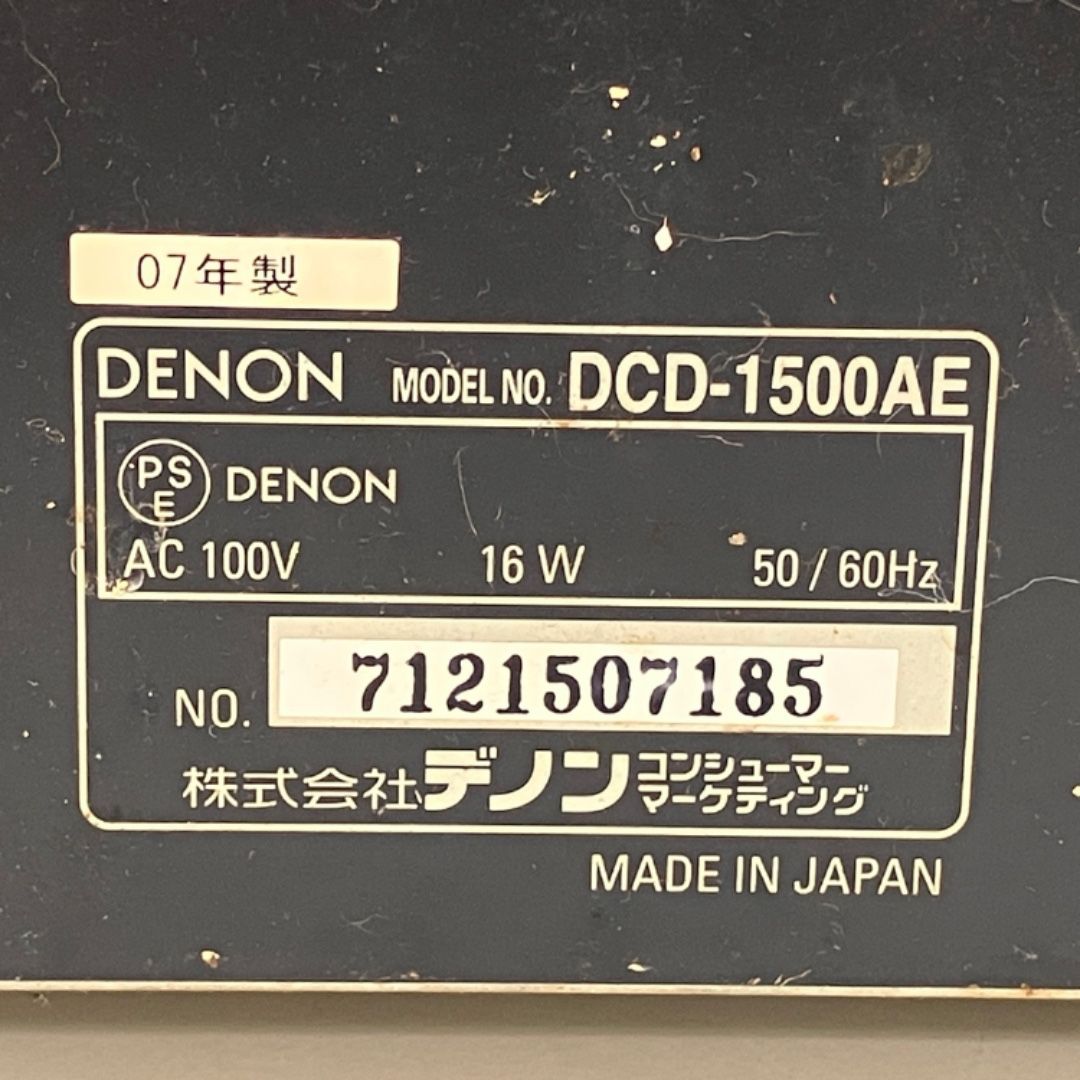 07年製
DENON MODEL NO. DCD-1500AE
PSE DENON
AC 100V 16 W 50 / 60Hz
NO. 7121507185
株式会社デノン コンシューマー
マーケティング
MADE IN JAPAN